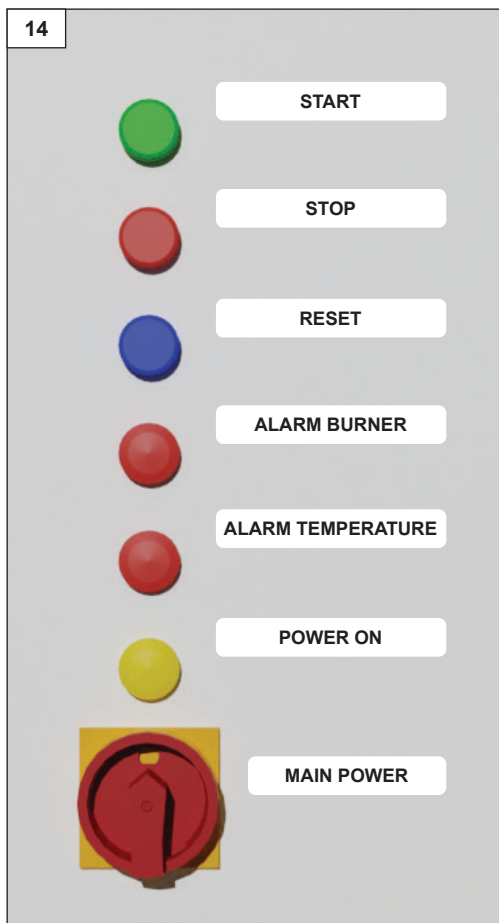 14
START
STOP
RESET
ALARM BURNER
ALARM TEMPERATURE
POWER ON
MAIN POWER